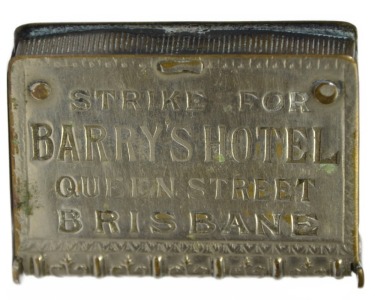 STRIKE FOR
BARRY'S HOTEL
QUEEN STREET
BRISBANE